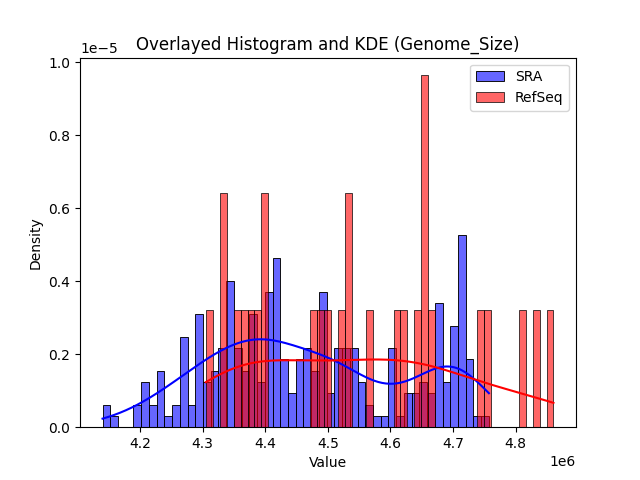 Overlayed Histogram and KDE (Genome_Size)
1e−5
SRA
RefSeq
1.0
0.8
0.6
0.4
0.2
0.0
Density
4.2 4.3 4.4 4.5 4.6 4.7 4.8
Value
1e6